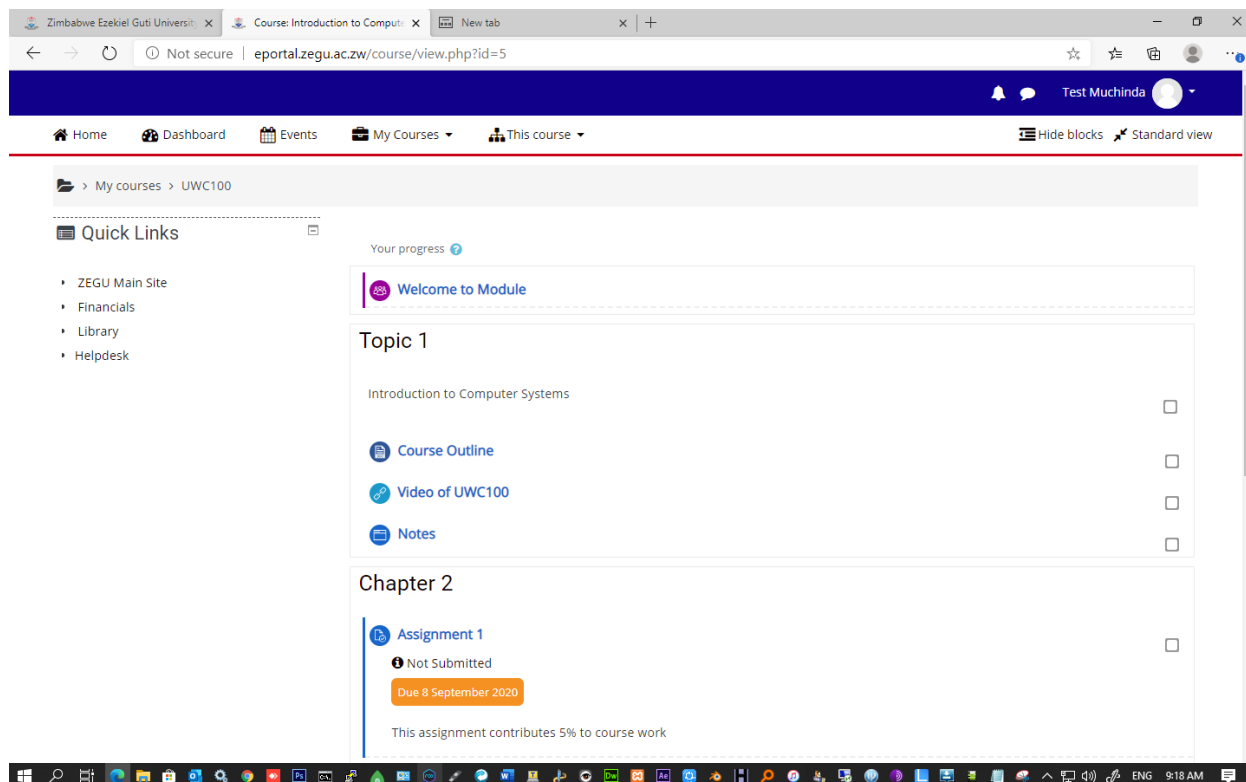 Zimbabwe Ezekiel Guti Universit
Course: Introduction to Compute
New tab
Not secure | eportal.zegu.ac.zw/course/view.php?id=5
Test Muchinda
Home Dashboard Events My Courses This course Hide blocks Standard view
> My courses > UWC100
Quick Links
ZEGU Main Site
Financials
Library
Helpdesk
Your progress
Welcome to Module
Topic 1
Introduction to Computer Systems
Course Outline
Video of UWC100
Notes
Chapter 2
Assignment 1
Not Submitted
Due 8 September 2020
This assignment contributes 5% to course work
ENG 9:18 AM